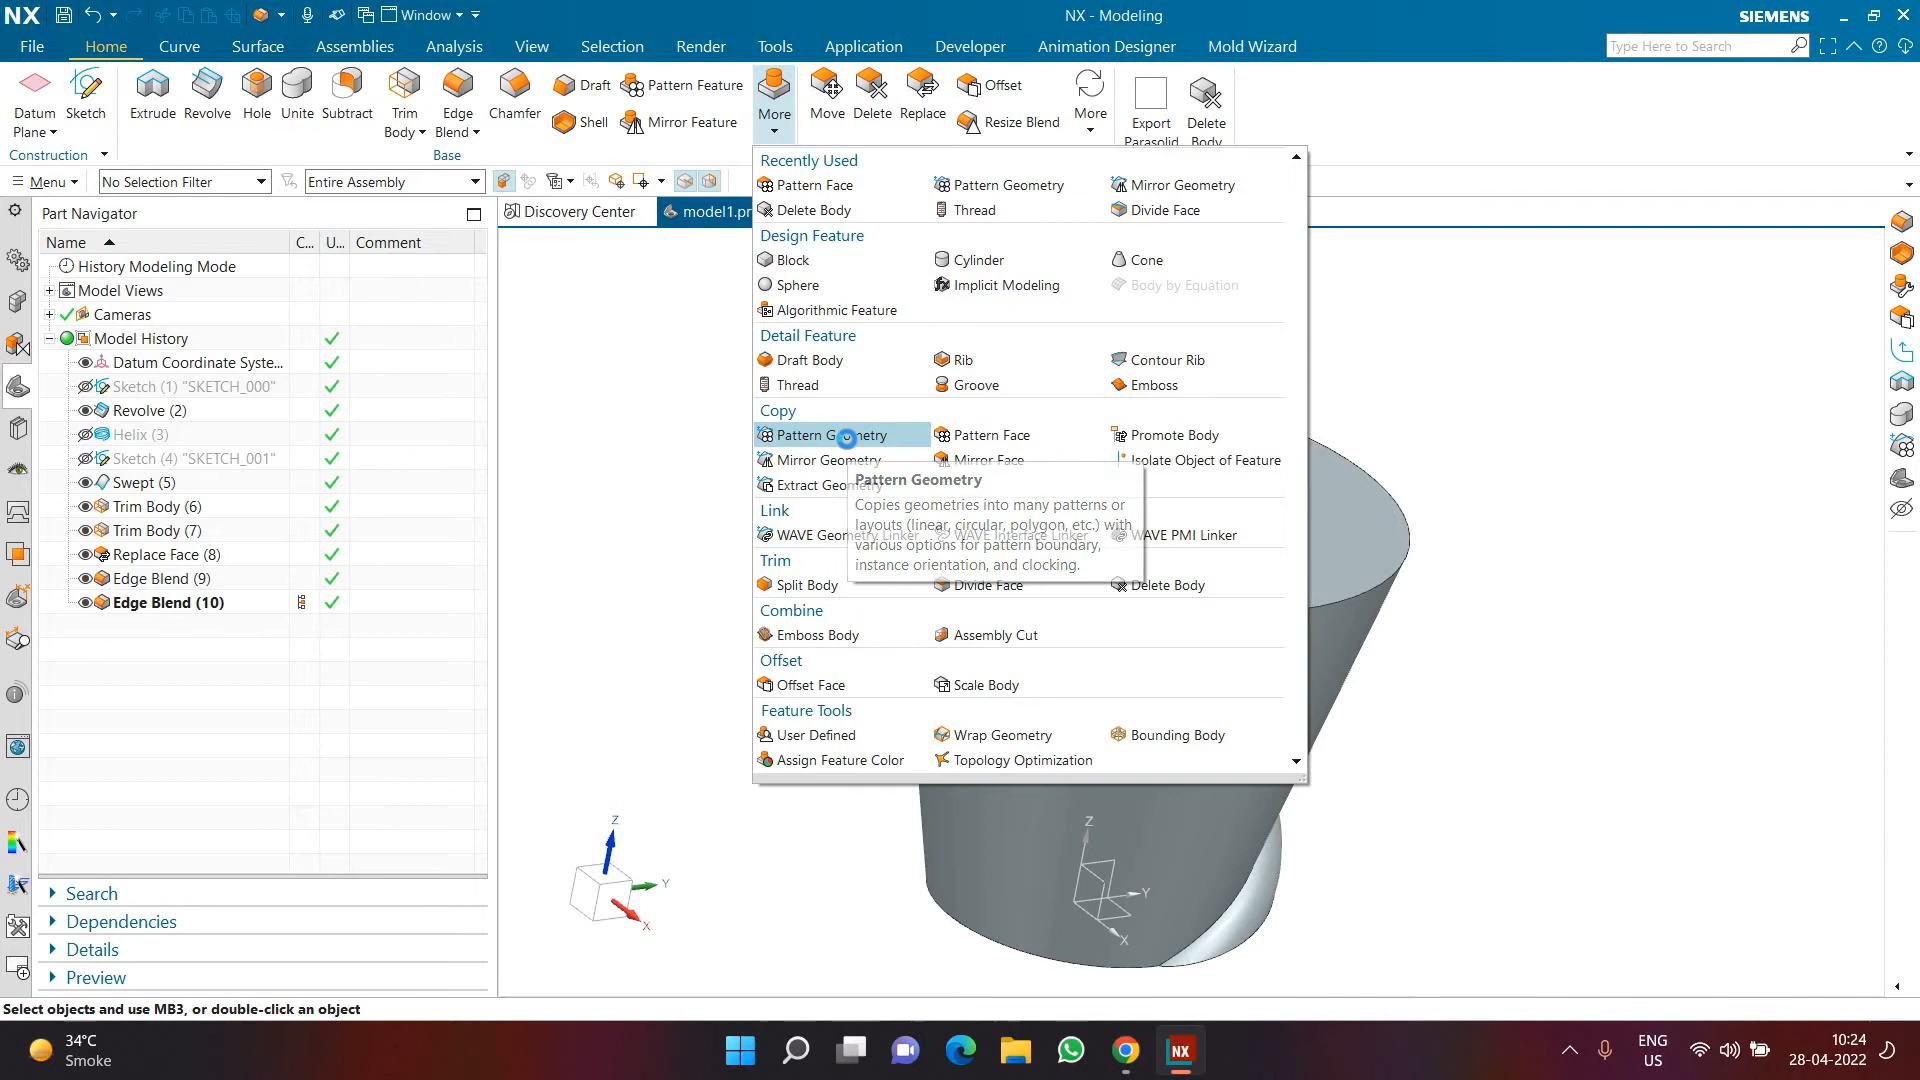 NX
Window
NX - Modeling
SIEMENS
File
Home
Curve
Surface
Assemblies
Analysis
View
Selection
Render
Tools
Application
Developer
Animation Designer
Mold Wizard
Type Here to Search
Datum
Plane
Sketch
Extrude
Revolve
Hole
Unite
Subtract
Trim
Body
Edge
Blend
Chamfer
Draft
Shell
Pattern Feature
Mirror Feature
More
Move
Delete
Replace
Offset
Resize Blend
More
Export
Parasolid
Delete
Body
Construction
Base
Menu
No Selection Filter
Entire Assembly
Part Navigator
Discovery Center
model1.pr
Name
C...
U...
Comment
History Modeling Mode
Model Views
Cameras
Model History
Datum Coordinate Syste...
Sketch (1) "SKETCH_000"
Revolve (2)
Helix (3)
Sketch (4) "SKETCH_001"
Swept (5)
Trim Body (6)
Trim Body (7)
Replace Face (8)
Edge Blend (9)
Edge Blend (10)
Search
Dependencies
Details
Preview
Recently Used
Pattern Face
Pattern Geometry
Mirror Geometry
Delete Body
Thread
Divide Face
Design Feature
Block
Cylinder
Cone
Sphere
Implicit Modeling
Body by Equation
Algorithmic Feature
Detail Feature
Draft Body
Rib
Contour Rib
Thread
Groove
Emboss
Copy
Pattern Geometry
Pattern Face
Promote Body
Mirror Geometry
Mirror Face
Isolate Object of Feature
Extract Geometry
Pattern Geometry
Copies geometries into many patterns or
layouts (linear, circular, polygon, etc.) with
various options for pattern boundary,
instance orientation, and clocking.
Link
WAVE Geometry Linker
WAVE Interface Linker
WAVE PMI Linker
Trim
Split Body
Divide Face
Delete Body
Combine
Emboss Body
Assembly Cut
Offset
Offset Face
Scale Body
Feature Tools
User Defined
Wrap Geometry
Bounding Body
Assign Feature Color
Topology Optimization
Z
Y
X
Z
Y
X
Select objects and use MB3, or double-click an object
34°C
Smoke
NX
ENG
US
10:24
28-04-2022